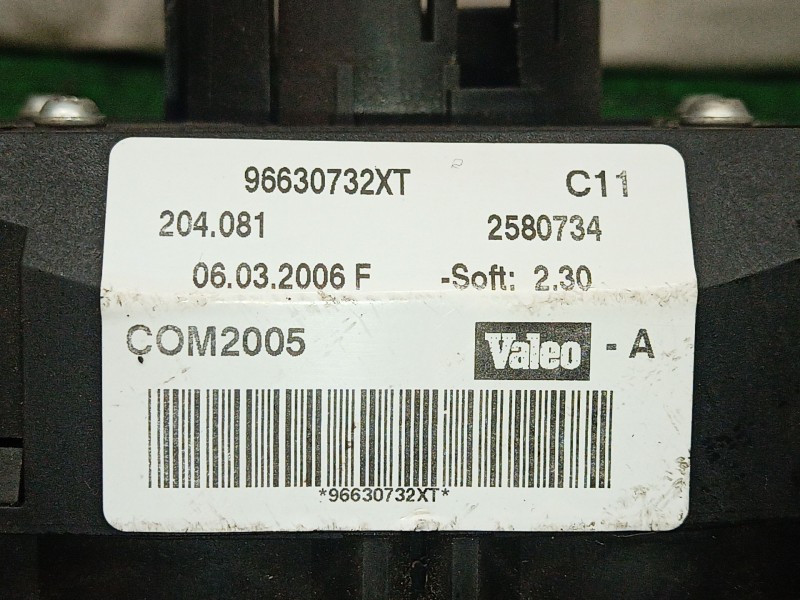 96630732XT C11
204.081 2580734
06.03.2006 F -Soft: 2.30
COM2005 Valeo - A
*96630732XT*